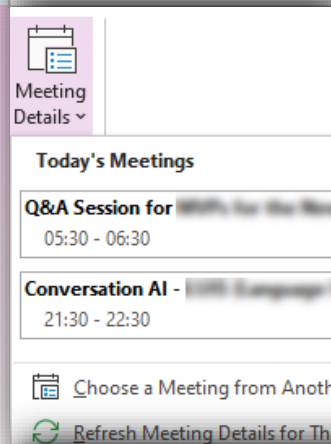 Meeting
Details
Today's Meetings
Q&A Session for
05:30 - 06:30
Conversation AI -
21:30 - 22:30
Choose a Meeting from Anoth
Refresh Meeting Details for Th